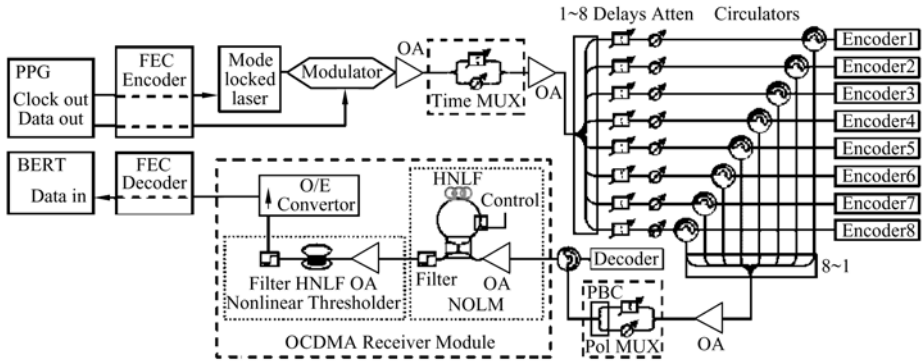 1~8 Delays Atten Circulators
PPG
Clock out
Data out
FEC
Encoder
Mode
locked
laser
Modulator
OA
Time MUX
OA
Encoder1
Encoder2
Encoder3
Encoder4
Encoder5
Encoder6
Encoder7
Encoder8
8~1
BERT
Data in
FEC
Decoder
O/E
Convertor
HNLF
Control
Filter
OA
NOLM
Filter HNLF OA
Nonlinear Thresholder
OCDMA Receiver Module
Decoder
PBC
Pol MUX
OA